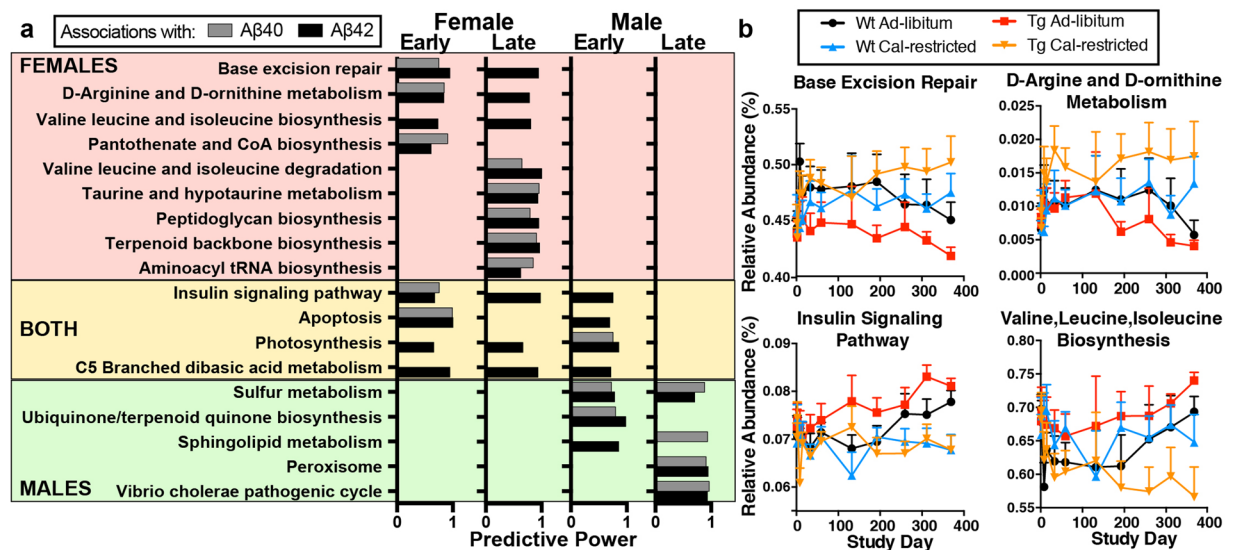 a
Associations with: Aβ40 Aβ42
Female Male
Early Late Early Late
FEMALES
Base excision repair
D-Arginine and D-ornithine metabolism
Valine leucine and isoleucine biosynthesis
Pantothenate and CoA biosynthesis
Valine leucine and isoleucine degradation
Taurine and hypotaurine metabolism
Peptidoglycan biosynthesis
Terpenoid backbone biosynthesis
Aminoacyl tRNA biosynthesis
BOTH
Insulin signaling pathway
Apoptosis
Photosynthesis
C5 Branched dibasic acid metabolism
Sulfur metabolism
Ubiquinone/terpenoid quinone biosynthesis
Sphingolipid metabolism
Peroxisome
MALES
Vibrio cholerae pathogenic cycle
0 1 0 1 0 1 0 1
Predictive Power
b
Wt Ad-libitum Tg Ad-libitum
Wt Cal-restricted Tg Cal-restricted
Base Excision Repair
Relative Abundance (%)
0.55
0.50
0.45
0.40
0 100 200 300 400
D-Argine and D-ornithine
Metabolism
0.025
0.020
0.015
0.010
0.005
0.000
0 100 200 300 400
Insulin Signaling
Pathway
Relative Abundance (%)
0.09
0.08
0.07
0.06
0 100 200 300 400
Study Day
Valine,Leucine,Isoleucine
Biosynthesis
0.80
0.75
0.70
0.65
0.60
0.55
0 100 200 300 400
Study Day